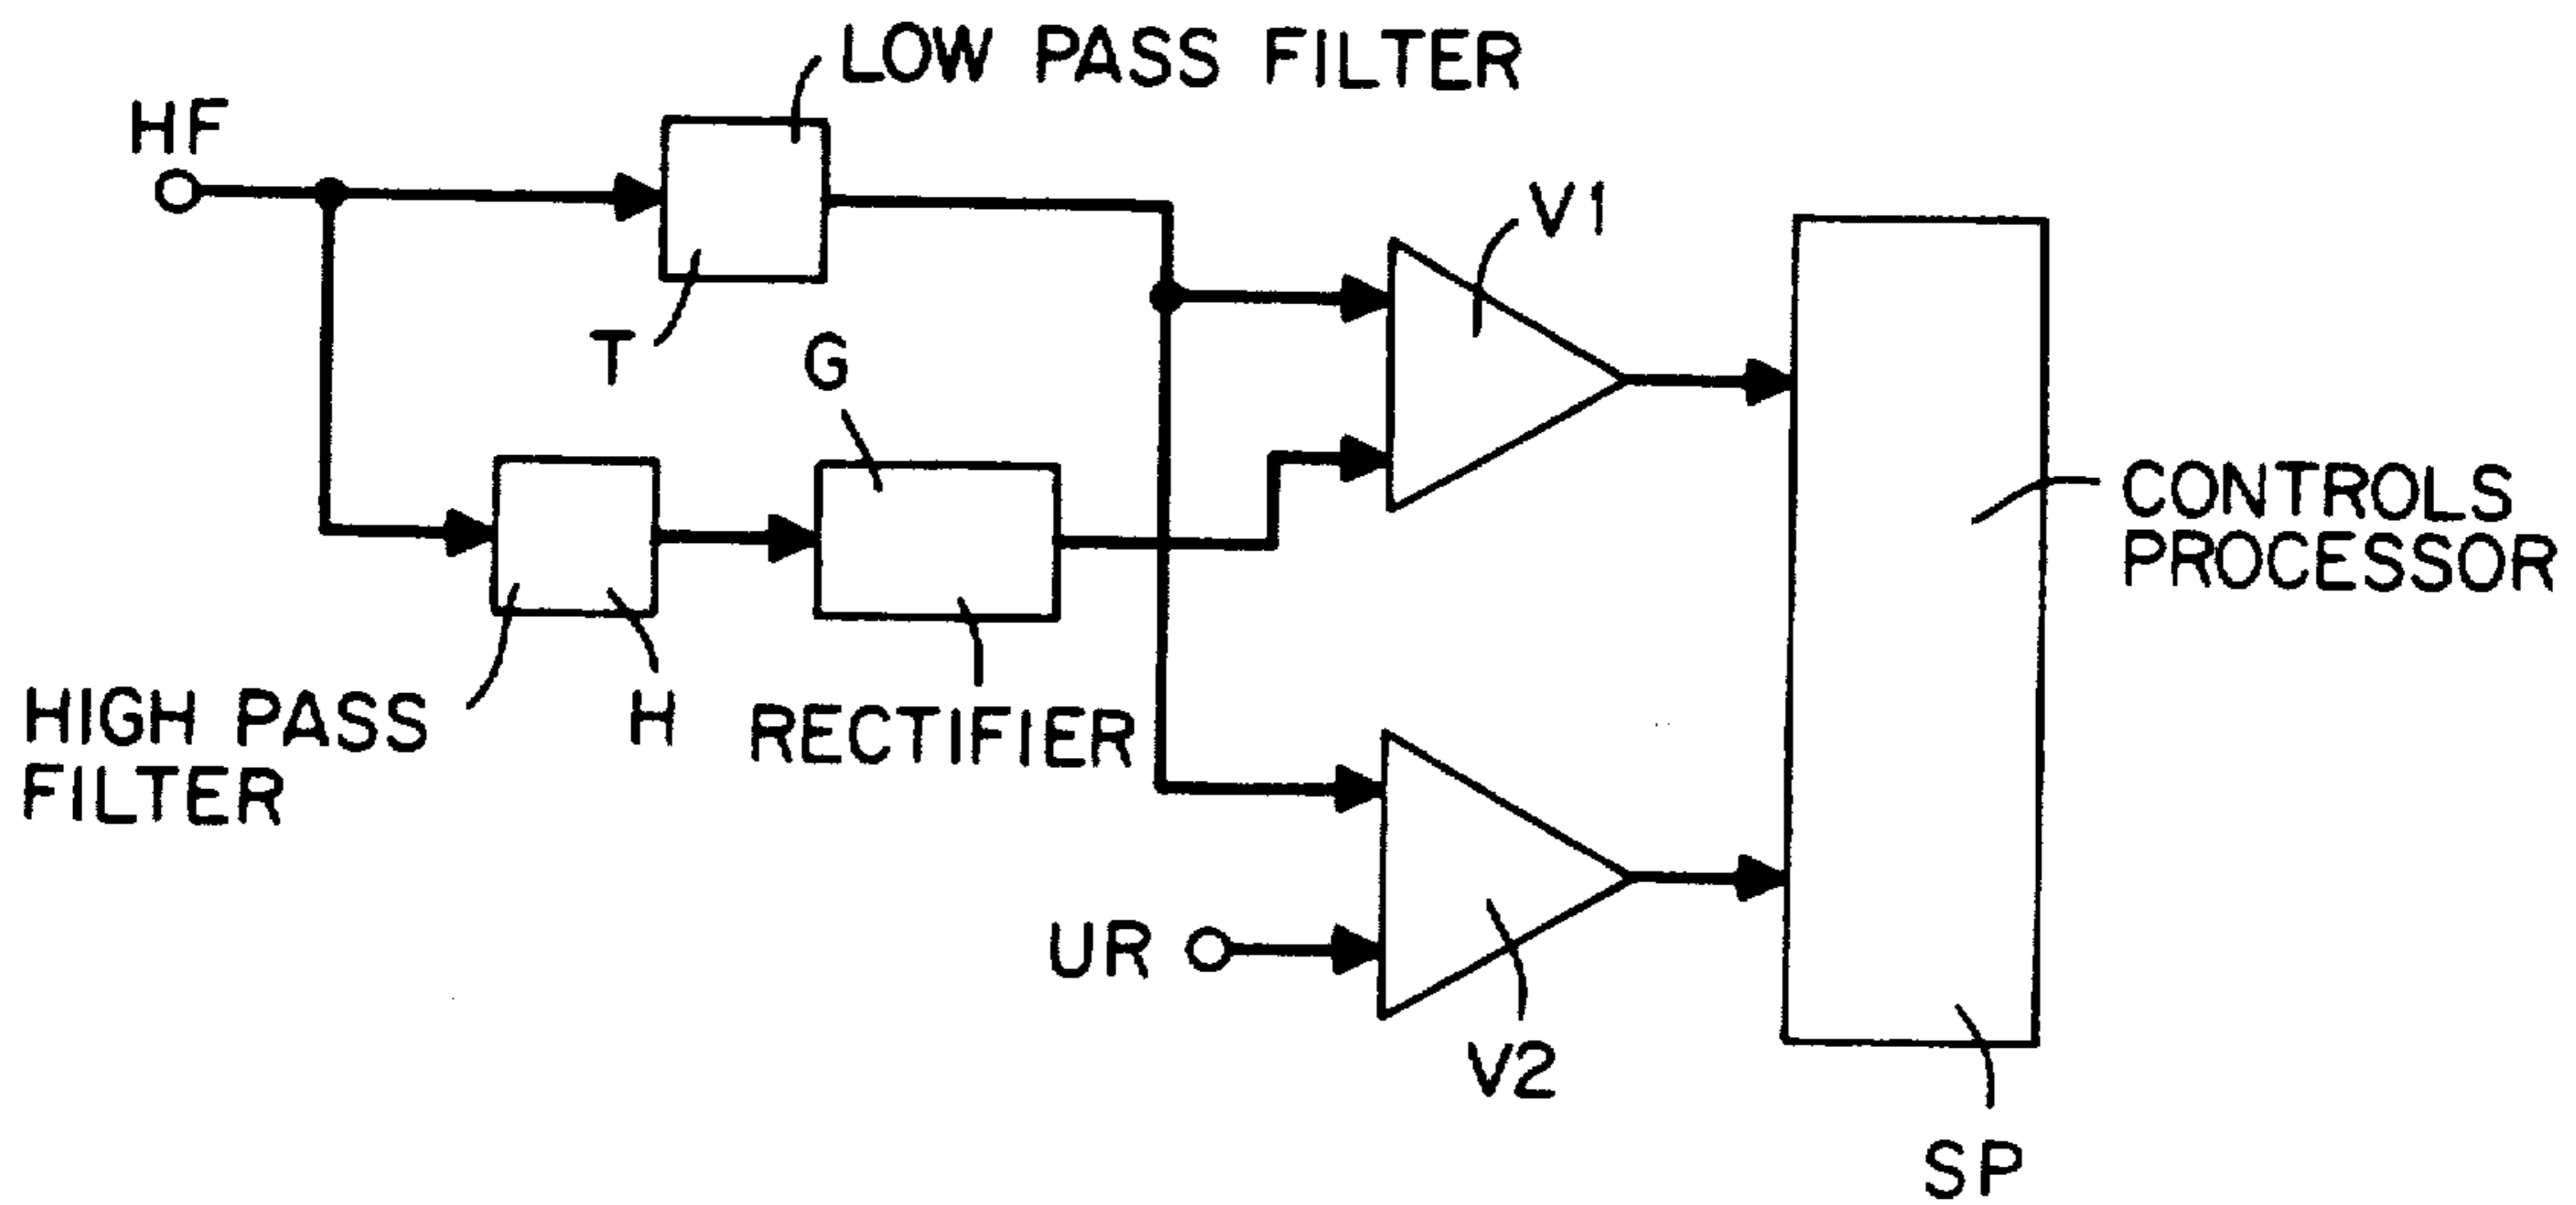 LOW PASS FILTER
HF
V1
T
G
CONTROLS
PROCESSOR
HIGH PASS
FILTER
H
RECTIFIER
UR
V2
SP